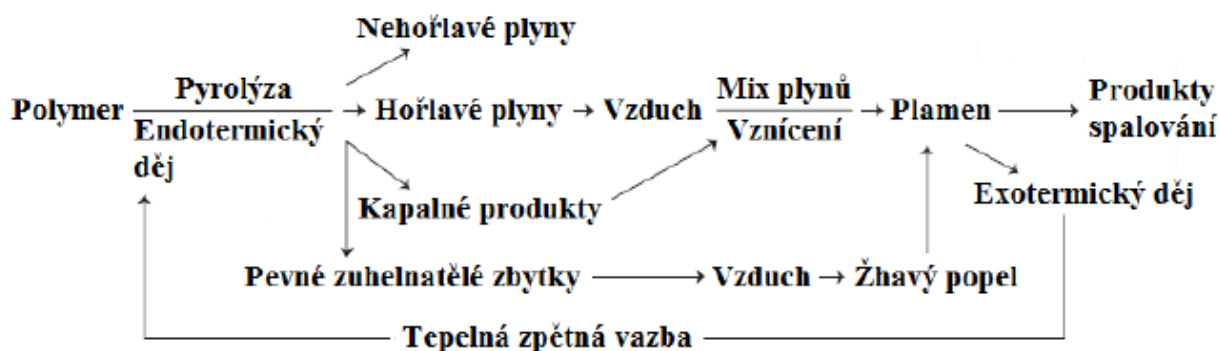 Nehořlavé plyny
Polymer Pyrolýza Hořlavé plyny Vzduch Mix plynů Plamen Produkty
Endotermický Vznícení spalování
děj
Kapalné produkty Exotermický děj
Pevné zuhelnatělé zbytky Vzduch Žhavý popel
Tepelná zpětná vazba